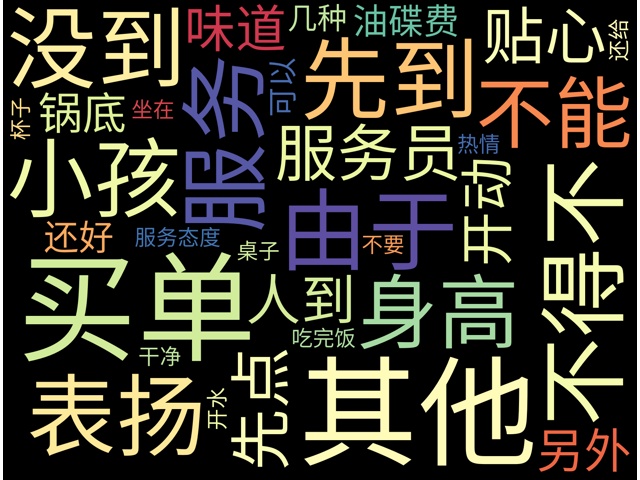 没到
味道
几种
油碟费
贴心
还给
杯子
锅底
坐在
服务
可以
先到
不能
小孩
服务员
热情
开动
不得不
还好
服务态度
桌子
由于
不要
买单
人到
身高
干净
吃完饭
表扬
开水
先点
其他
另外